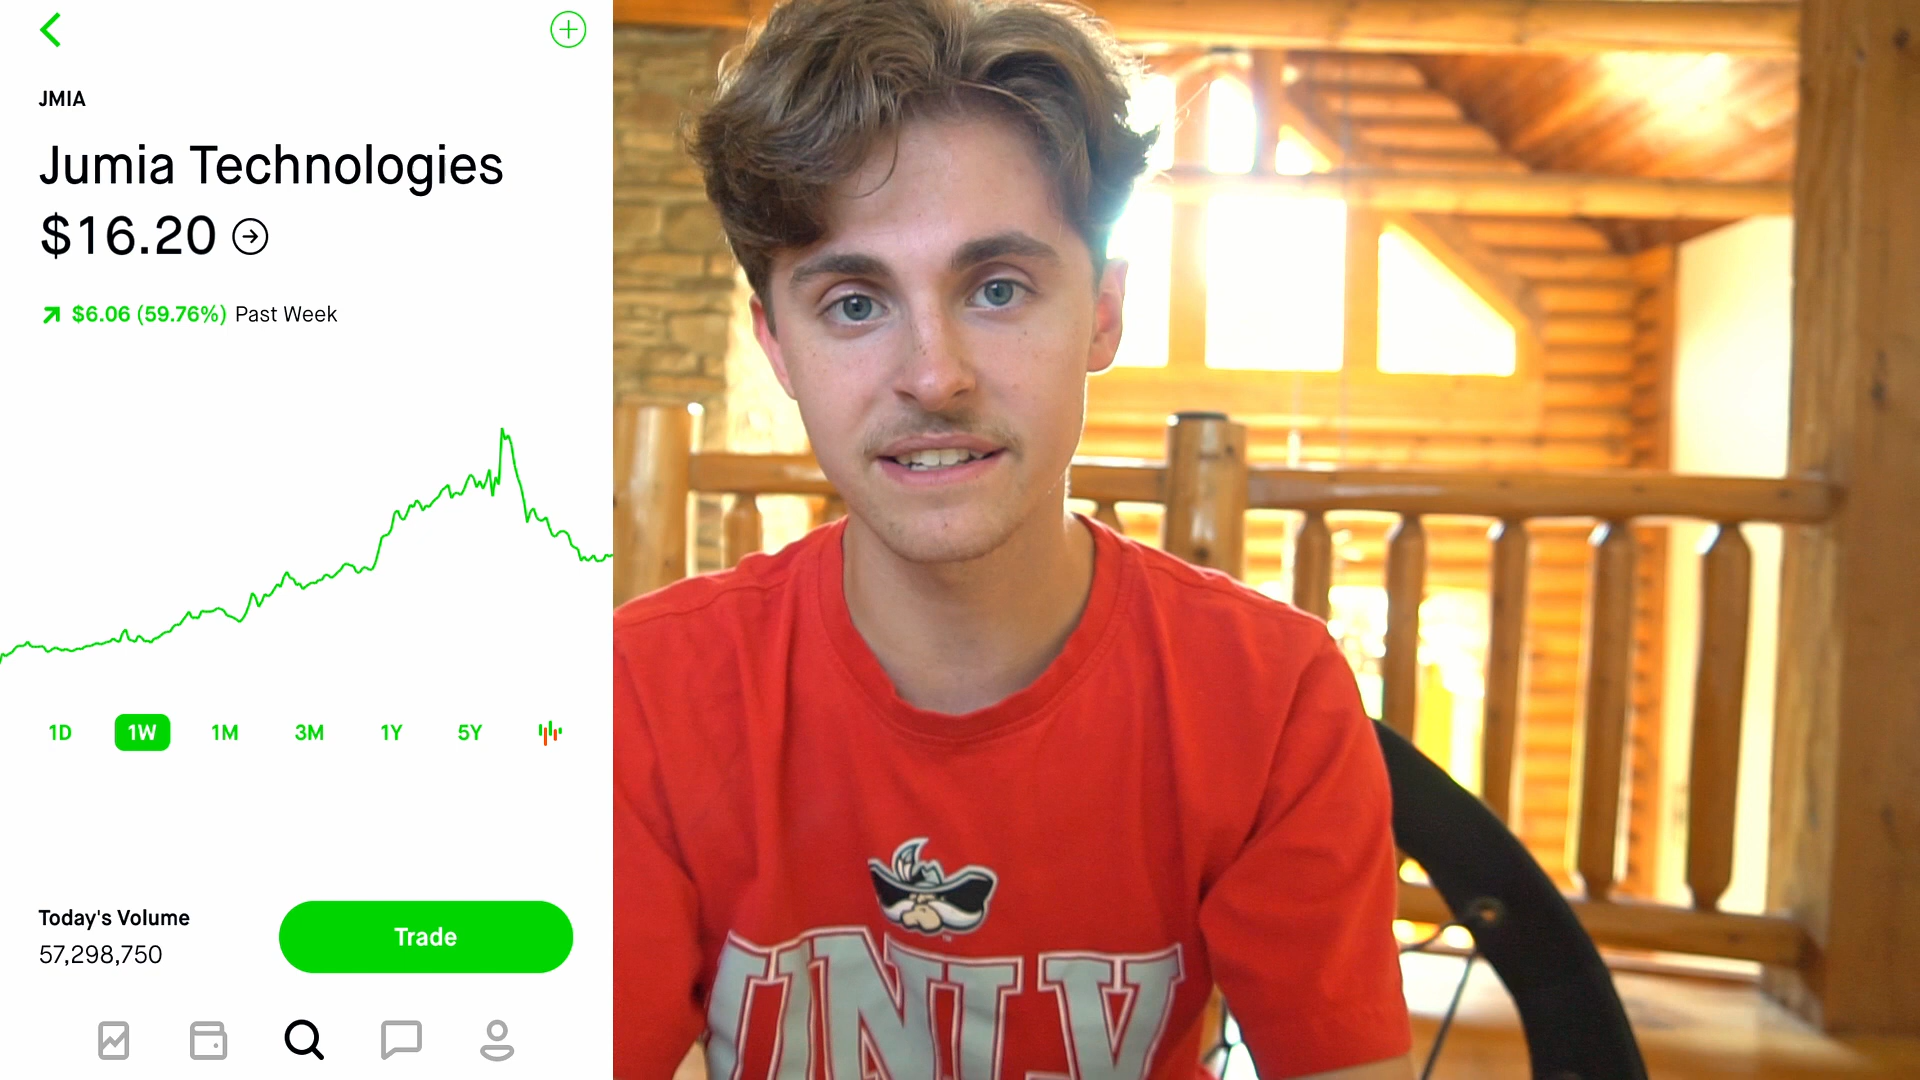 JMIA
Jumia Technologies
$16.20
$6.06 (59.76%) Past Week
1D 1W 1M 3M 1Y 5Y
Today's Volume
57,298,750
Trade
UNLV